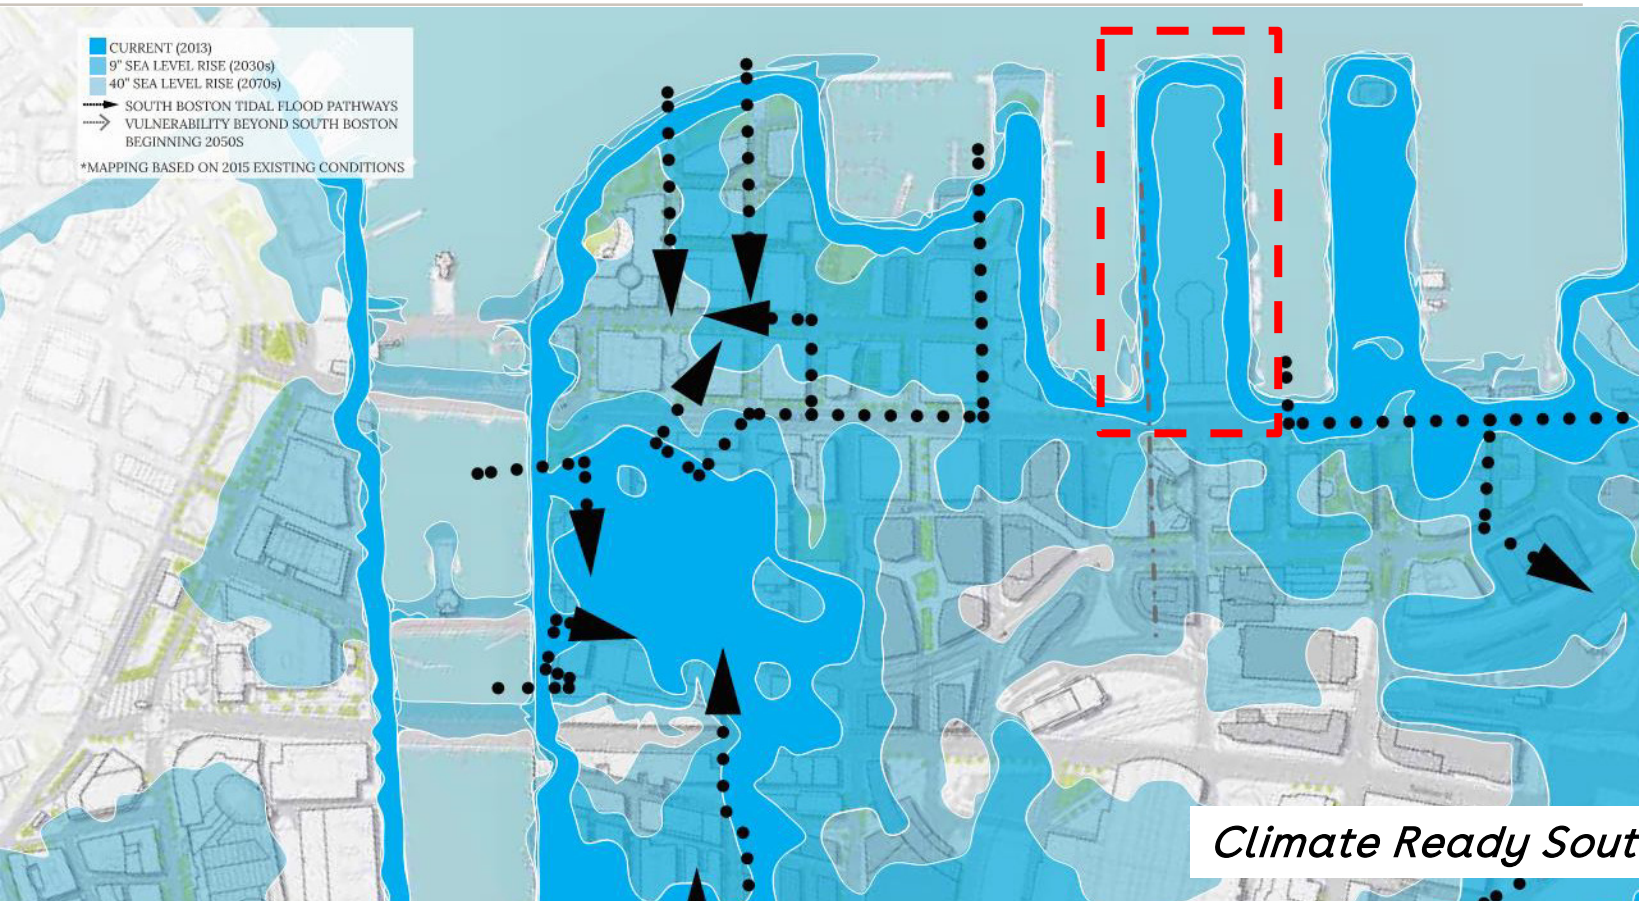 CURRENT (2013)
9" SEA LEVEL RISE (2030s)
40" SEA LEVEL RISE (2070s)
SOUTH BOSTON TIDAL FLOOD PATHWAYS
VULNERABILITY BEYOND SOUTH BOSTON
BEGINNING 2050S
*MAPPING BASED ON 2015 EXISTING CONDITIONS
Climate Ready Sout